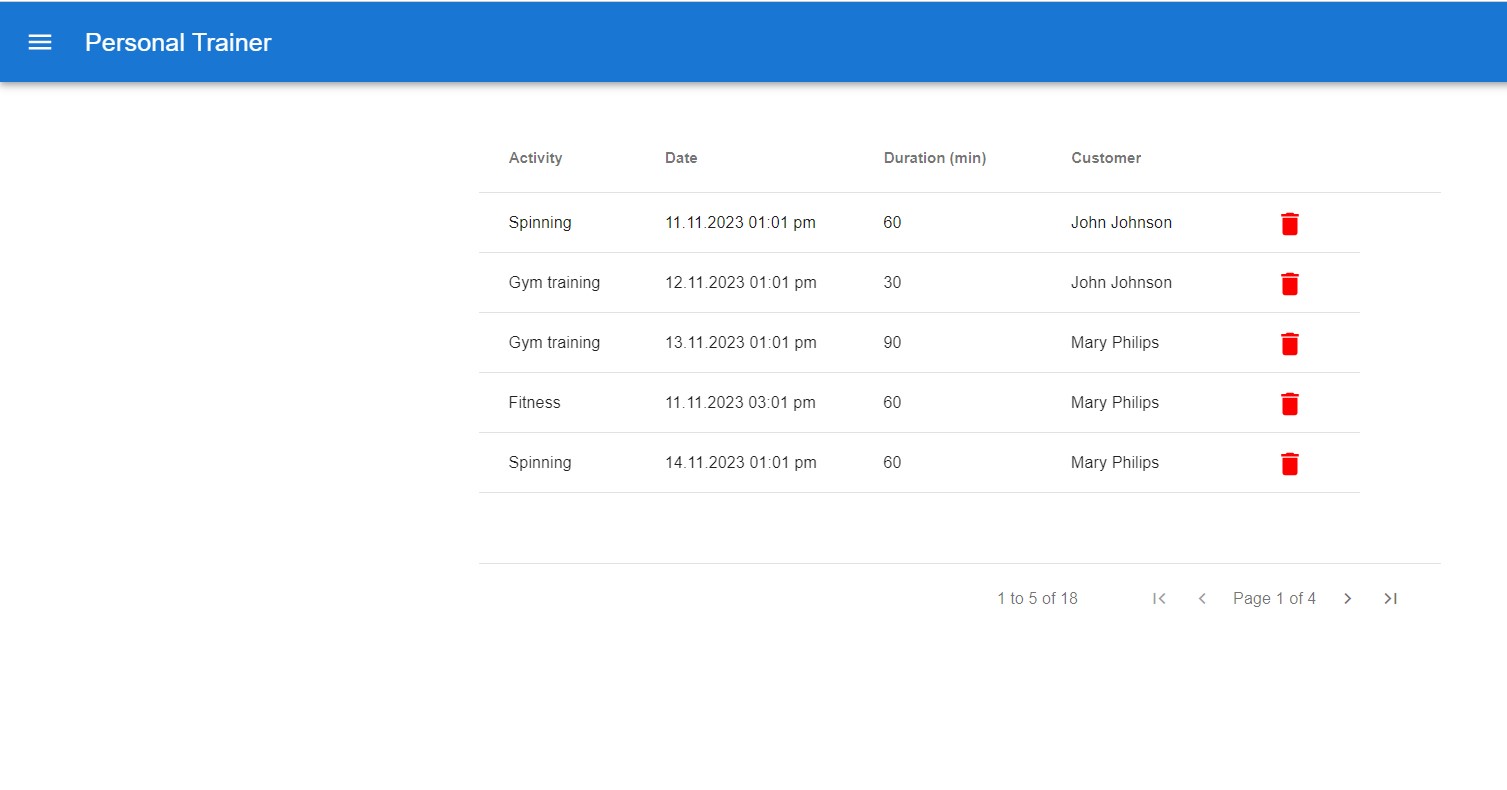 Personal Trainer
Activity Date Duration (min) Customer
Spinning 11.11.2023 01:01 pm 60 John Johnson
Gym training 12.11.2023 01:01 pm 30 John Johnson
Gym training 13.11.2023 01:01 pm 90 Mary Philips
Fitness 11.11.2023 03:01 pm 60 Mary Philips
Spinning 14.11.2023 01:01 pm 60 Mary Philips
1 to 5 of 18 Page 1 of 4